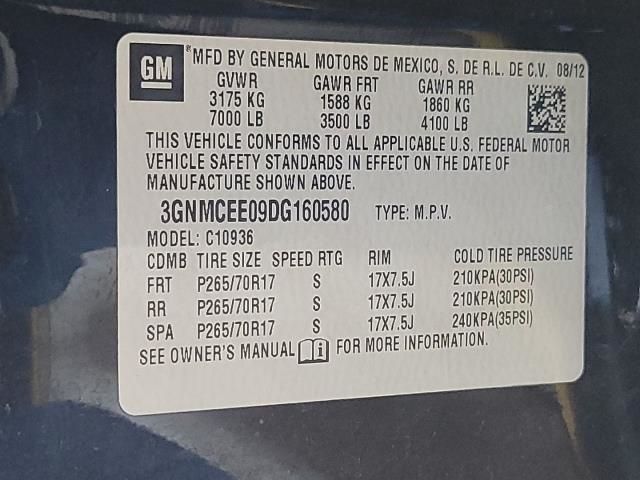 GM
® MFD BY GENERAL MOTORS DE MEXICO, S. DE R.L. DE C.V. 08/12
GVWR GAWR FRT GAWR RR
3175 KG 1588 KG 1860 KG
7000 LB 3500 LB 4100 LB
THIS VEHICLE CONFORMS TO ALL APPLICABLE U.S. FEDERAL MOTOR
VEHICLE SAFETY STANDARDS IN EFFECT ON THE DATE OF
MANUFACTURE SHOWN ABOVE.
3GNMCEE09DG160580 TYPE: M.P.V.
MODEL: C10936
CDMB TIRE SIZE SPEED RTG RIM COLD TIRE PRESSURE
FRT P265/70R17 S 17X7.5J 210KPA(30PSI)
RR P265/70R17 S 17X7.5J 210KPA(30PSI)
SPA P265/70R17 S 17X7.5J 240KPA(35PSI)
SEE OWNER'S MANUAL i FOR MORE INFORMATION.